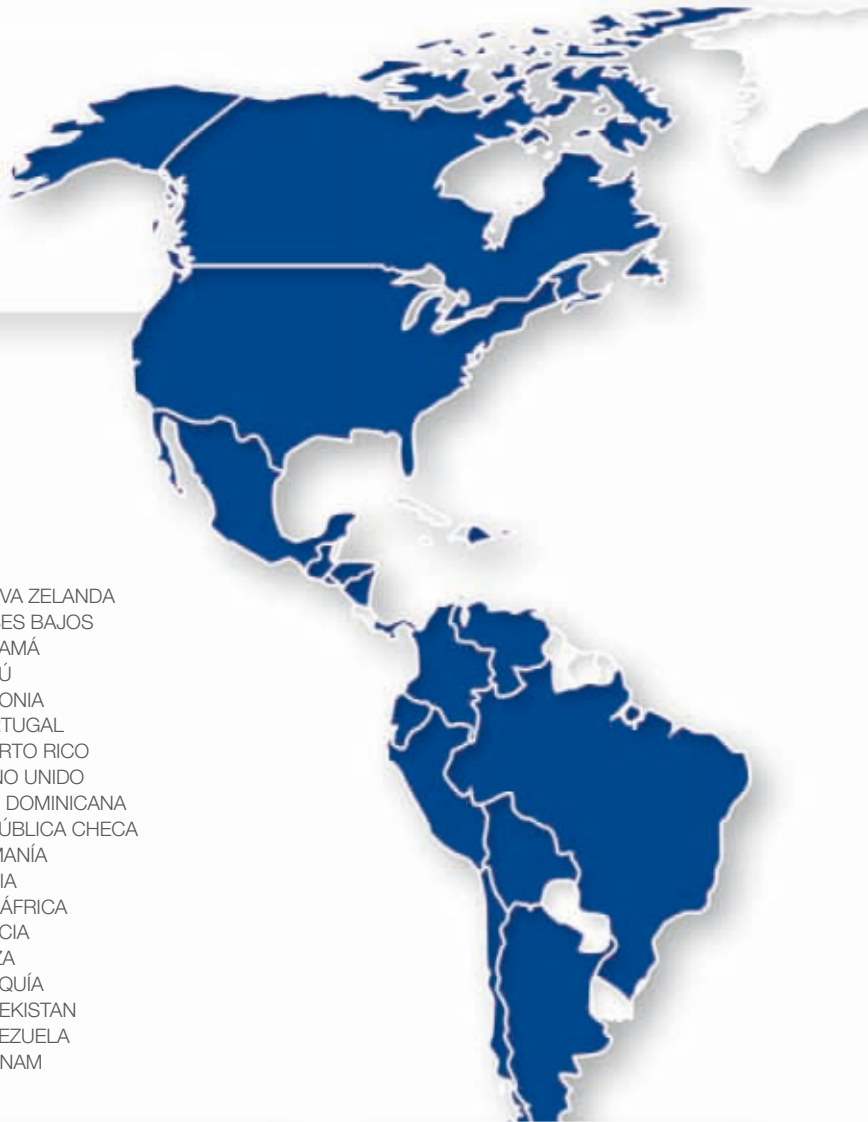 VA ZELANDA
ES BAJOS
AMÁ
Ú
ONIA
TUGAL
RTO RICO
NO UNIDO
DOMINICANA
ÚBLICA CHECA
MANÍA
IA
ÁFRICA
CIA
ZA
QUÍA
EKISTAN
EZUELA
NAM